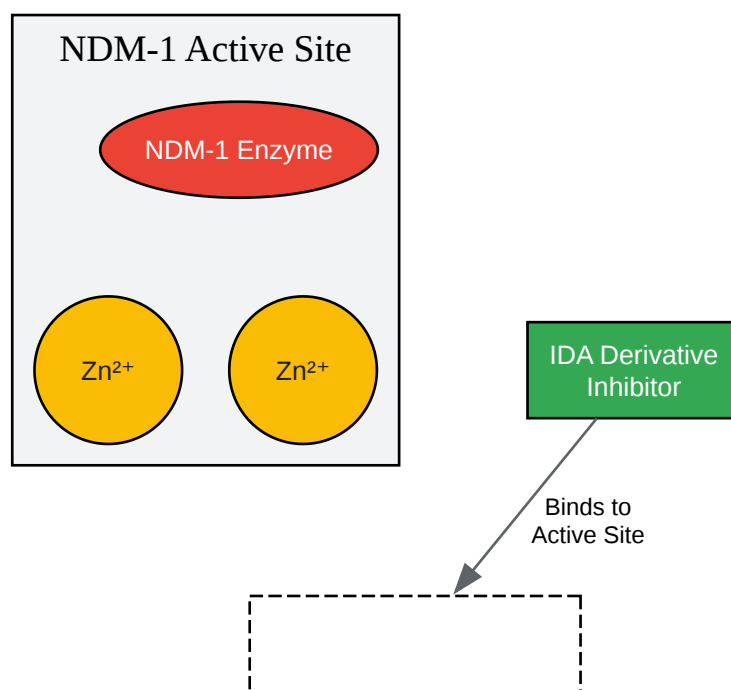 NDM-1 Active Site
NDM-1 Enzyme
Zn²⁺
Zn²⁺
IDA Derivative
Inhibitor
Binds to
Active Site